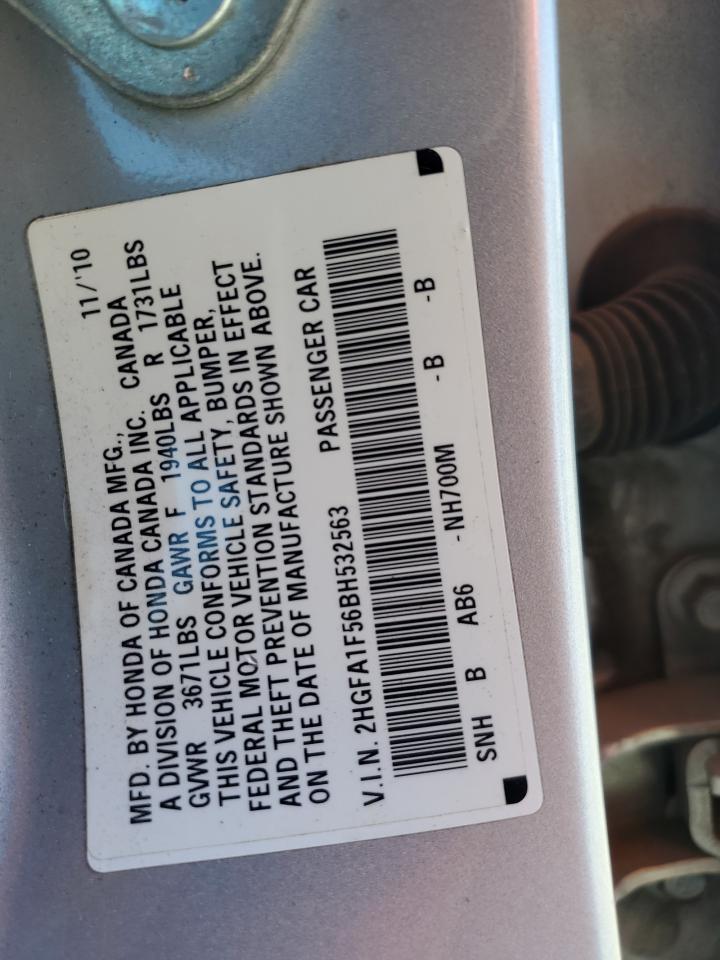 MFD. BY HONDA OF CANADA MFG., 11/'10
A DIVISION OF HONDA CANADA INC. CANADA
GVWR 3671LBS GAWR F 1940LBS R 1731LBS
THIS VEHICLE CONFORMS TO ALL APPLICABLE
FEDERAL MOTOR VEHICLE SAFETY, BUMPER,
AND THEFT PREVENTION STANDARDS IN EFFECT
ON THE DATE OF MANUFACTURE SHOWN ABOVE.
V.I.N. 2HGFA1F56BH532563 PASSENGER CAR
SNH B AB6 -NH700M -B -B